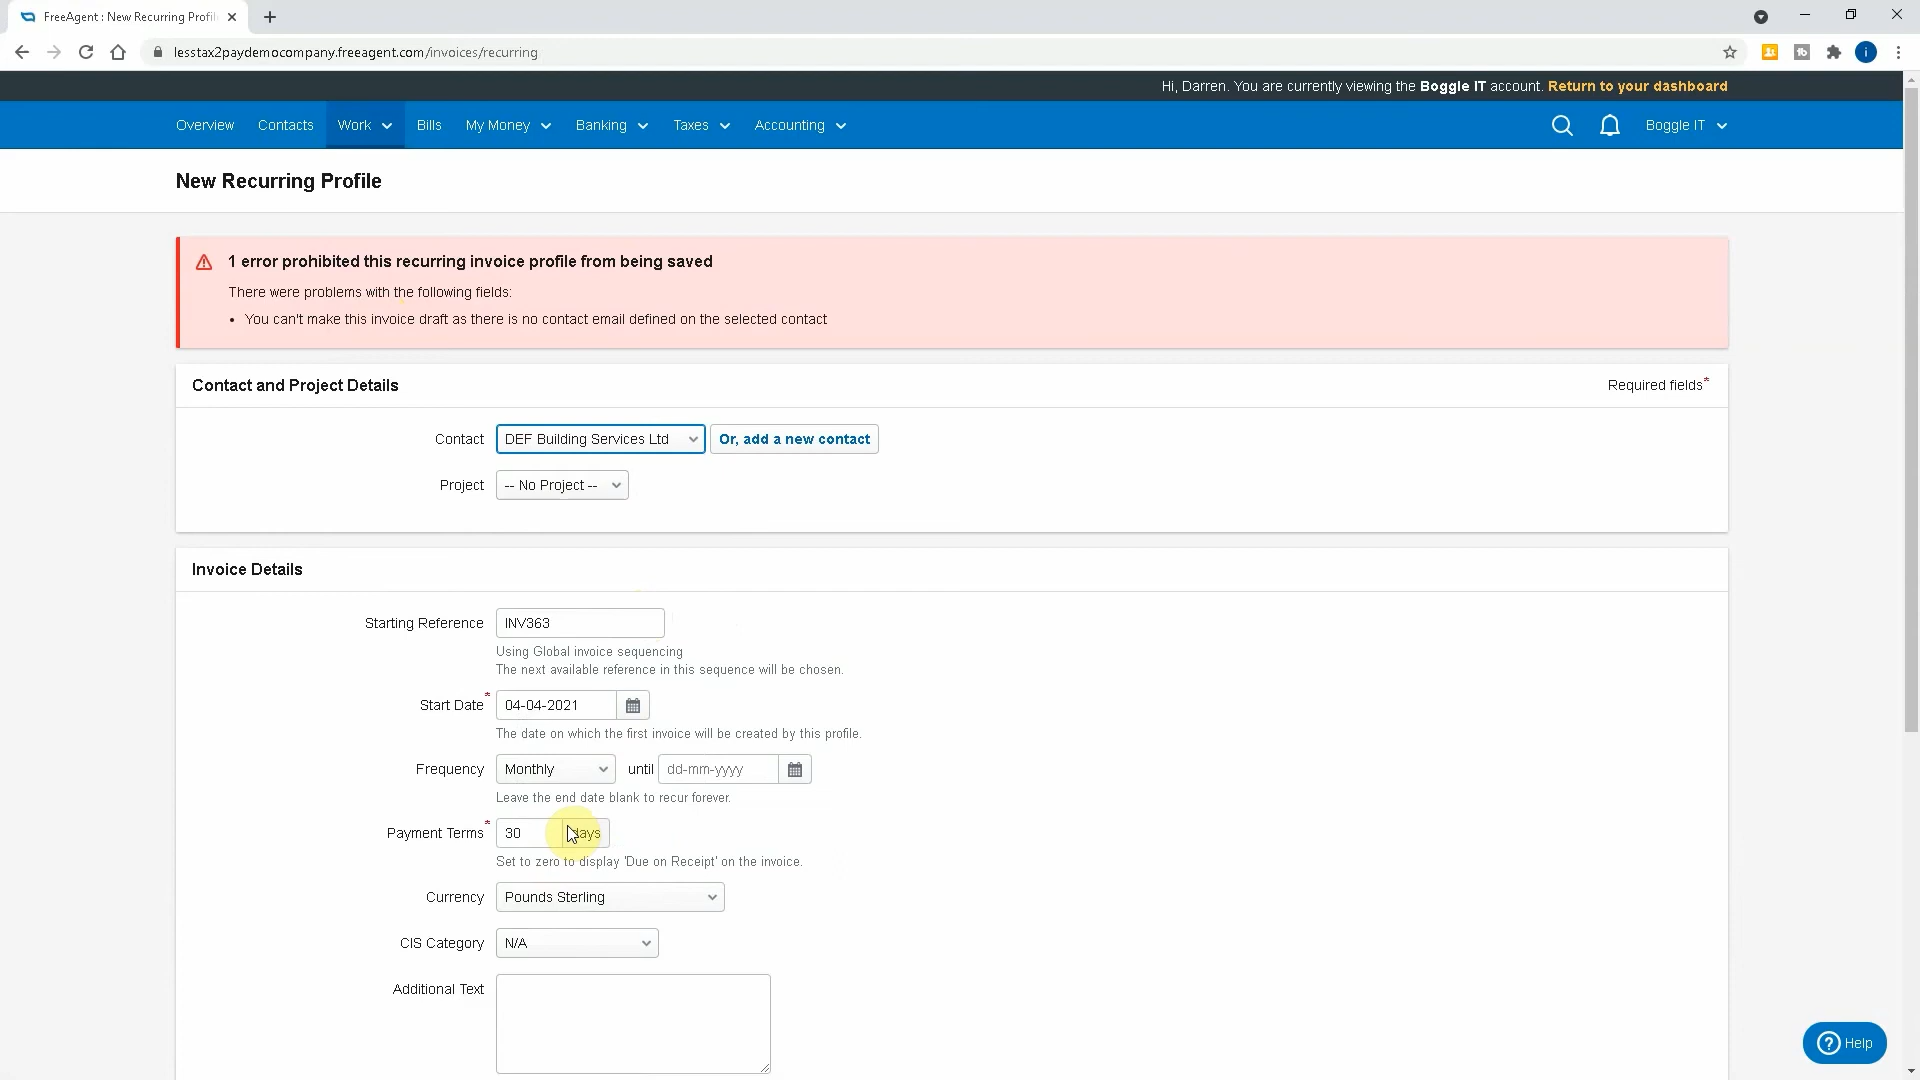 FreeAgent : New Recurring Profil
lesstax2paydemocompany.freeagent.com/invoices/recurring
Hi, Darren. You are currently viewing the Boggle IT account. Return to your dashboard
Overview Contacts Work Bills My Money Banking Taxes Accounting Boggle IT
New Recurring Profile
1 error prohibited this recurring invoice profile from being saved
There were problems with the following fields:
• You can't make this invoice draft as there is no contact email defined on the selected contact
Contact and Project Details Required fields*
Contact DEF Building Services Ltd Or, add a new contact
Project -- No Project --
Invoice Details
Starting Reference INV363
Using Global invoice sequencing
The next available reference in this sequence will be chosen.
Start Date * 04-04-2021
The date on which the first invoice will be created by this profile.
Frequency Monthly until dd-mm-yyyy
Leave the end date blank to recur forever.
Payment Terms * 30 days
Set to zero to display 'Due on Receipt' on the invoice.
Currency Pounds Sterling
CIS Category N/A
Additional Text
? Help